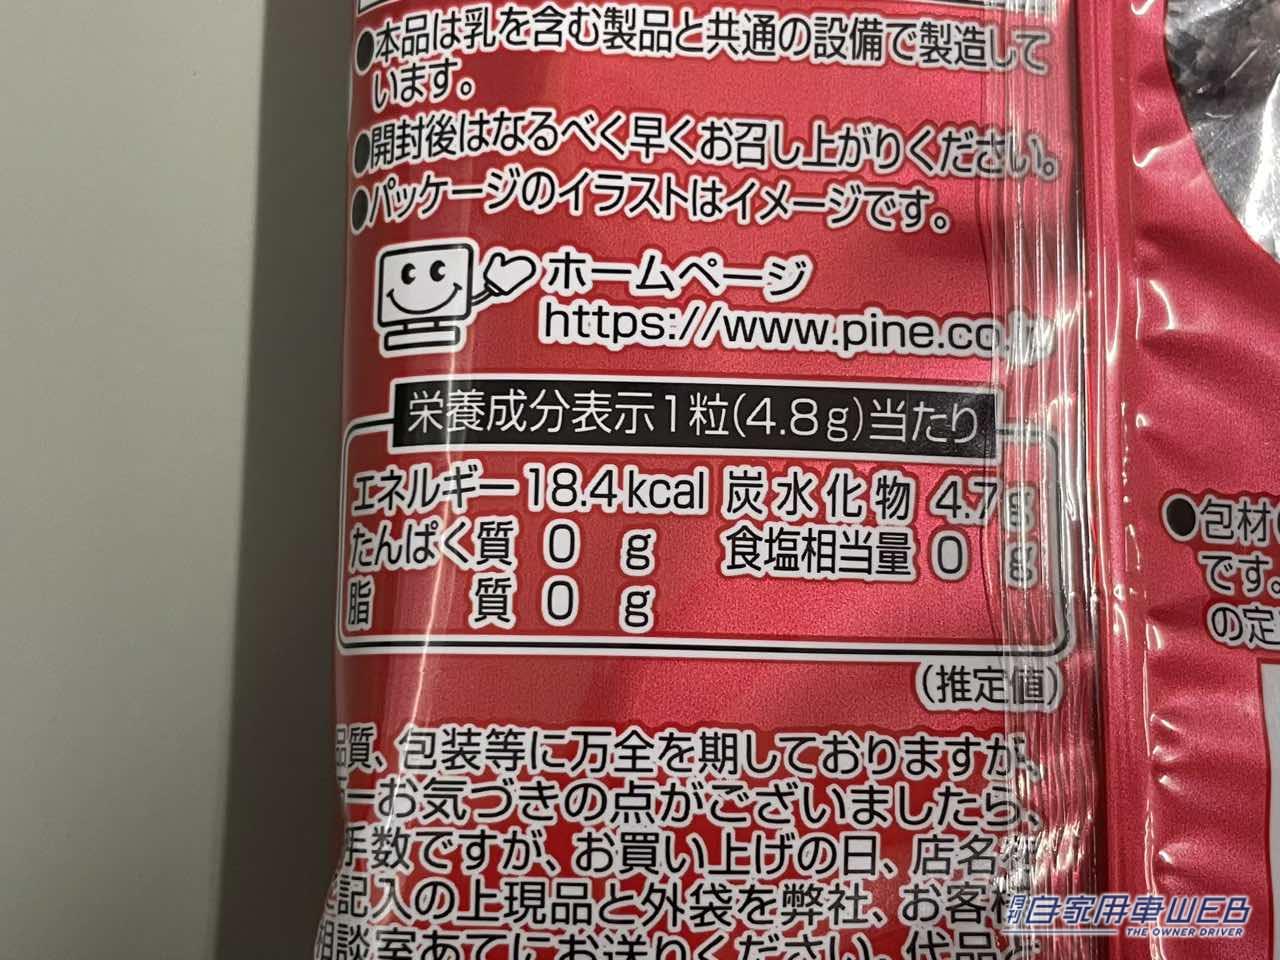 ●本品は乳を含む製品と共通の設備で製造して
います。
●開封後はなるべく早くお召し上がりください。
●パッケージのイラストはイメージです。
ホームページ
https://www.pine.co.jp
栄養成分表示1粒(4.8g)当たり
エネルギー 18.4kcal 炭水化物 4.7g
たんぱく質 0 g 食塩相当量 0 g
脂質 0 g
(推定値)
品質、包装等に万全を期しておりますが、
一お気づきの点がございましたら、
手数ですが、お買い上げの日、店名
記入の上現品と外袋を弊社、お客様
相談室あてにお送りください。代品と
●包材
です。
の定
月刊自家用車WEB
THE OWNER DRIVER